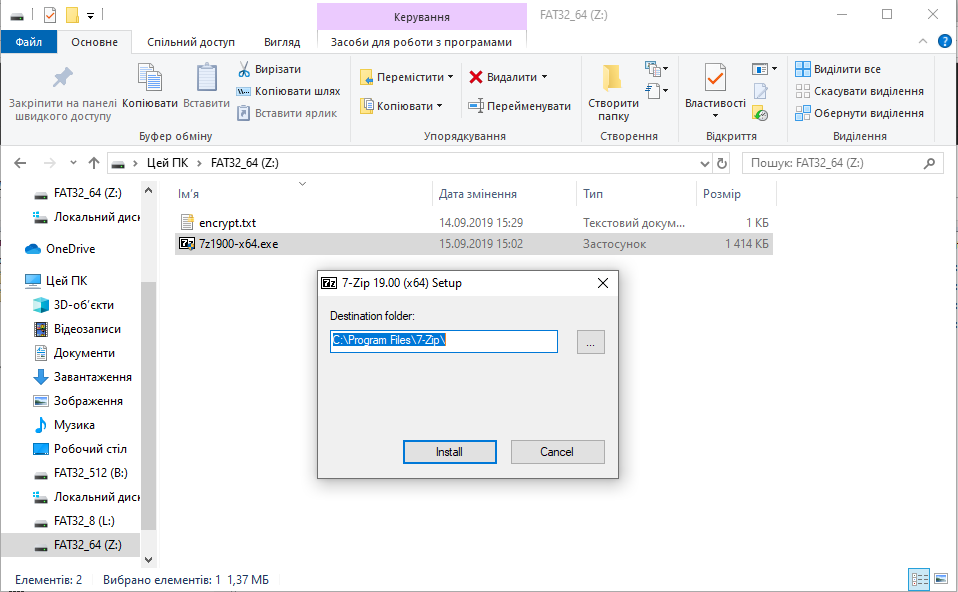 Керування
FAT32_64 (Z:)
Файл
Основне
Спільний доступ
Вигляд
Засоби для роботи з програмами
Закріпити на панелі
швидкого доступу
Копіювати
Вставити
Вирізати
Копіювати шлях
Вставити ярлик
Буфер обміну
Перемістити
Копіювати
Видалити
Перейменувати
Упорядкування
Створити
папку
Створення
Властивості
Відкриття
Виділити все
Скасувати виділення
Обернути виділення
Виділення
Цей ПК > FAT32_64 (Z:)
Пошук: FAT32_64 (Z:)
FAT32_64 (Z:)
Локальний диск
OneDrive
Цей ПК
3D-об'єкти
Відеозаписи
Документи
Завантаження
Зображення
Музика
Робочий стіл
FAT32_512 (B:)
Локальний диск
FAT32_8 (L:)
FAT32_64 (Z:)
Ім'я Дата змінення Тип Розмір
encrypt.txt 14.09.2019 15:29 Текстовий докум... 1 КБ
7z1900-x64.exe 15.09.2019 15:02 Застосунок 1 414 КБ
7-Zip 19.00 (x64) Setup
Destination folder:
C:\Program Files\7-Zip\
...
Install
Cancel
Елементів: 2 Вибрано елементів: 1 1,37 МБ